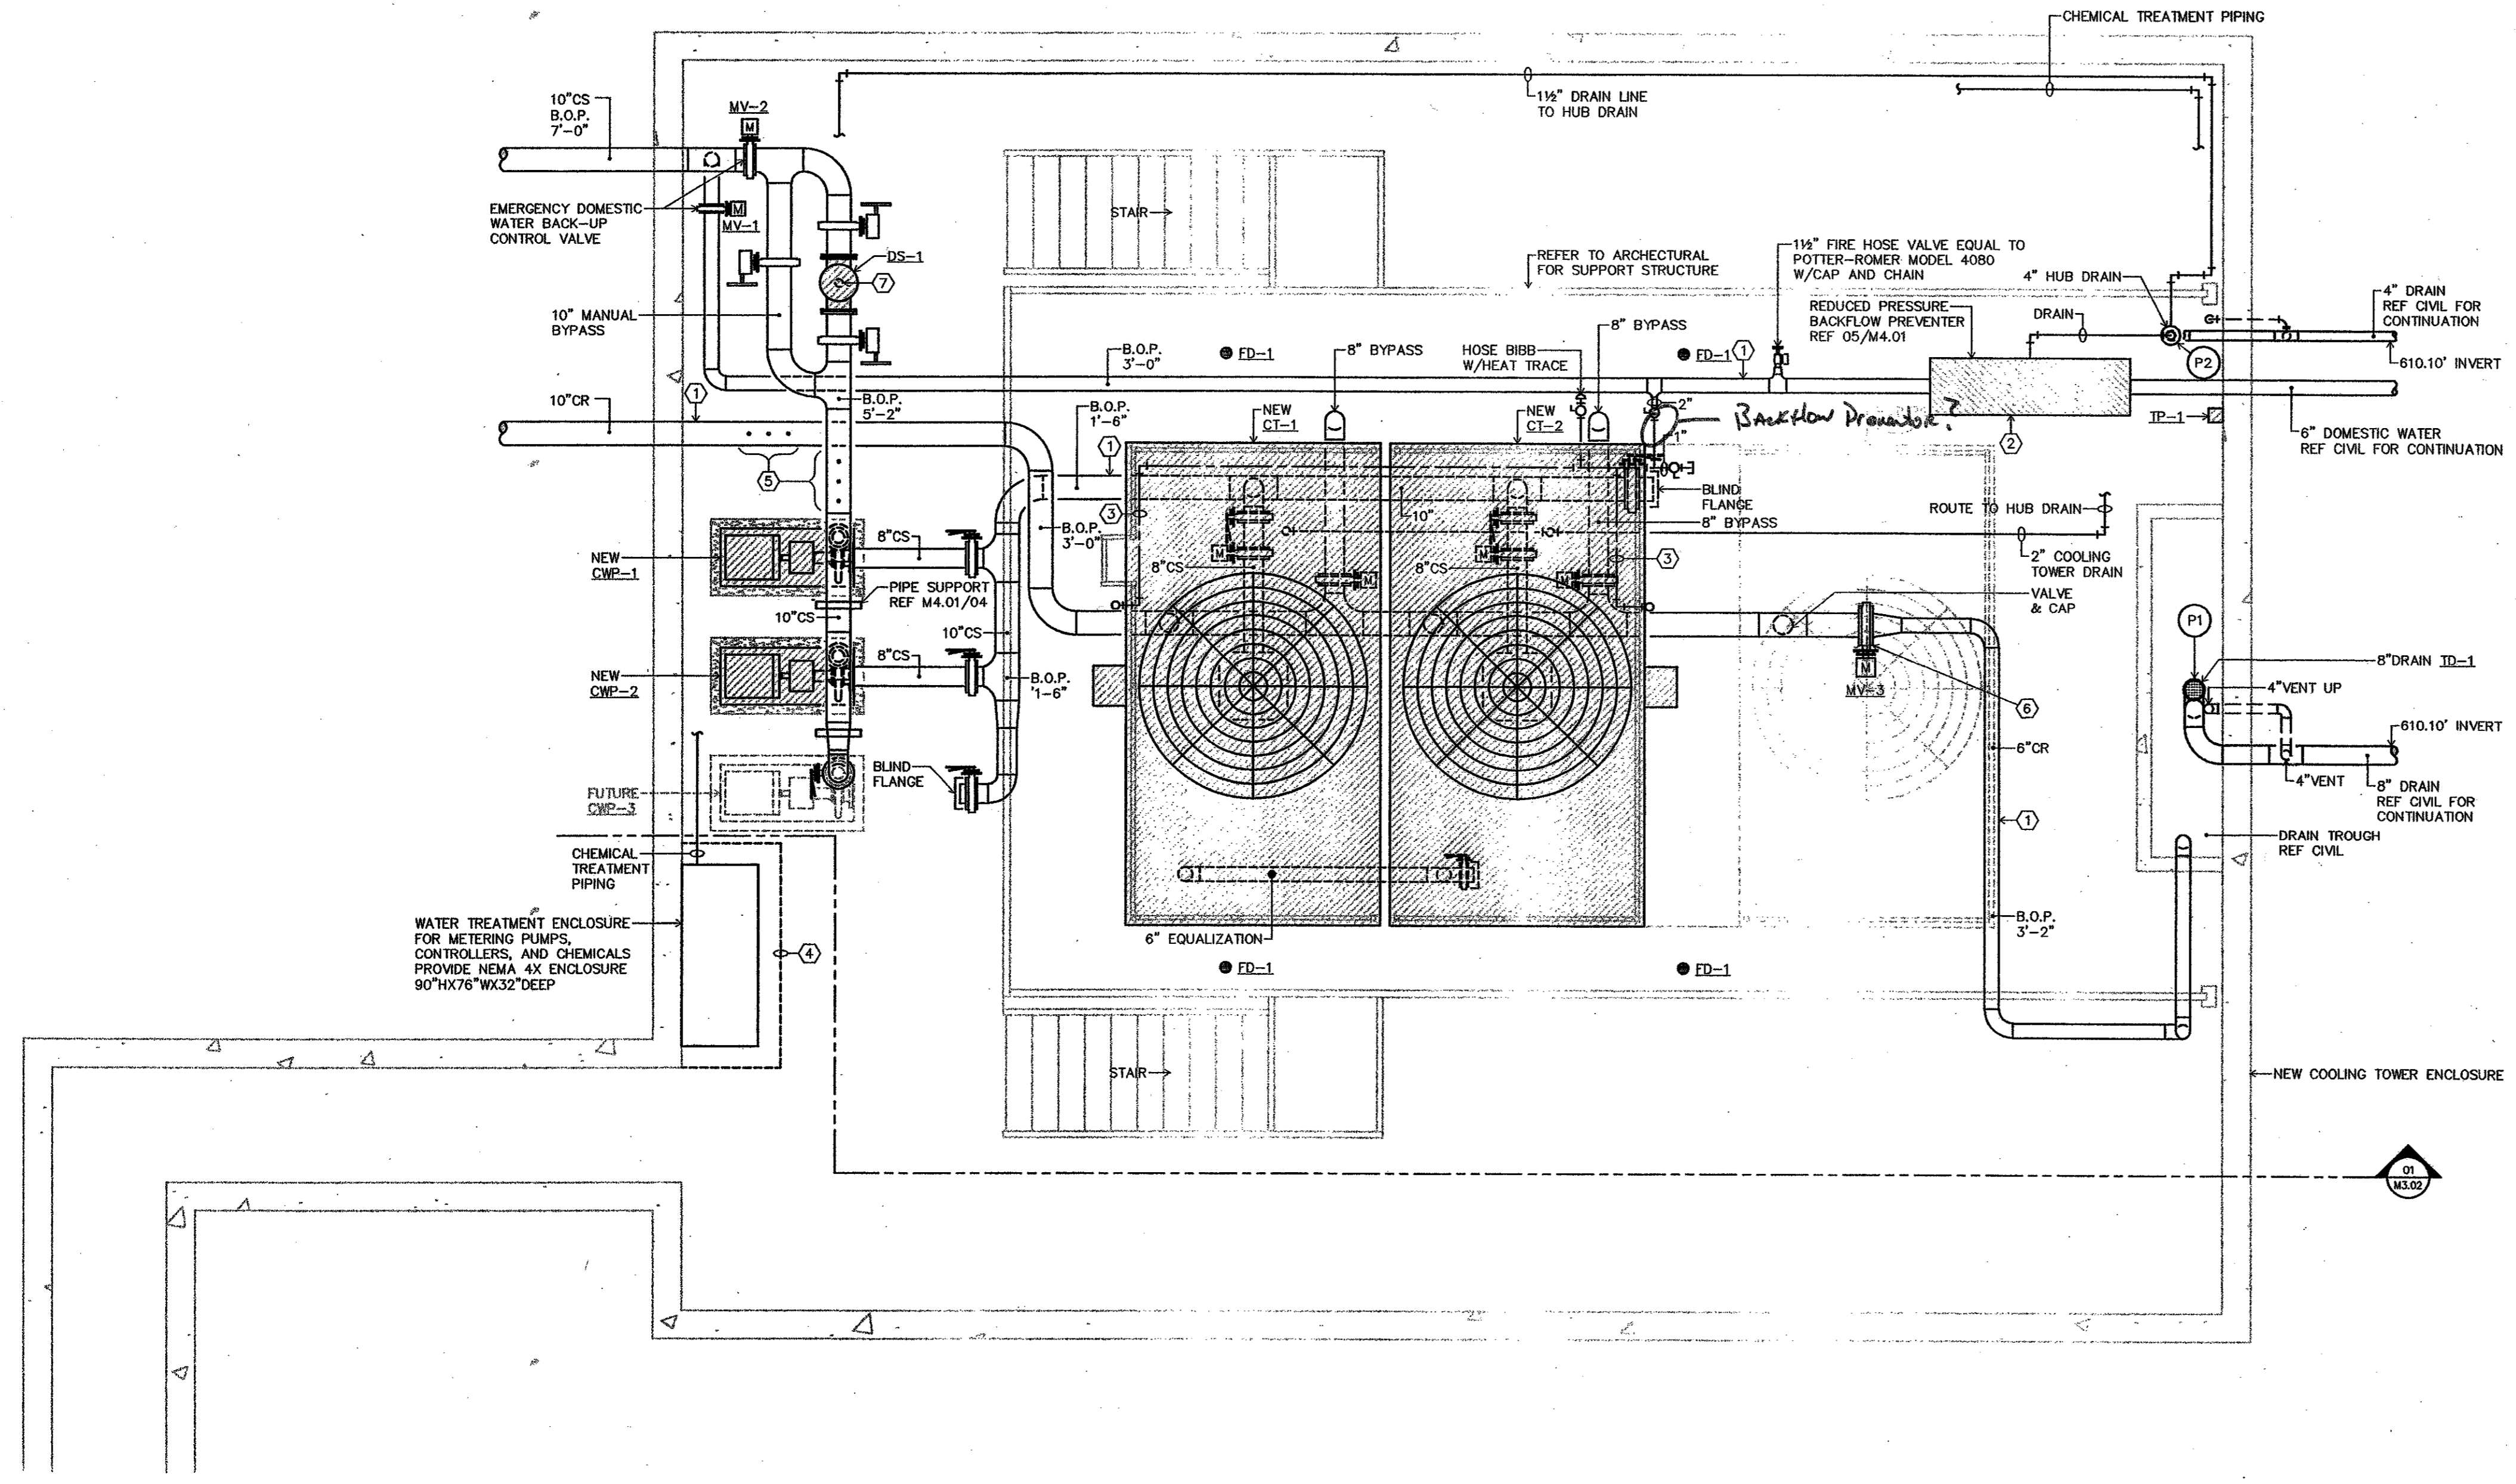 CHEMICAL TREATMENT PIPING
10"CS
B.O.P.
7'-0"
MV-2
M
1½" DRAIN LINE
TO HUB DRAIN
EMERGENCY DOMESTIC
WATER BACK-UP
CONTROL VALVE
M
MV-1
STAIR
DS-1
7
REFER TO ARCHECTURAL
FOR SUPPORT STRUCTURE
1½" FIRE HOSE VALVE EQUAL TO
POTTER-ROMER MODEL 4080
W/CAP AND CHAIN
4" HUB DRAIN
4" DRAIN
REF CIVIL FOR
CONTINUATION
610.10' INVERT
REDUCED PRESSURE
BACKFLOW PREVENTER
REF 05/M4.01
DRAIN
P2
10" MANUAL
BYPASS
B.O.P.
3'-0"
FD-1
8" BYPASS
HOSE BIBB
W/HEAT TRACE
8" BYPASS
FD-1
1
10"CR
1
B.O.P.
5'-2"
B.O.P.
1'-6"
1
NEW
CT-1
NEW
CT-2
2"
1"
BACKFLOW
2
TP-1
6" DOMESTIC WATER
REF CIVIL FOR CONTINUATION
5
3
10"
BLIND
FLANGE
8" BYPASS
ROUTE TO HUB DRAIN
2" COOLING
TOWER DRAIN
NEW
CWP-1
8"CS
B.O.P.
3'-0"
M
8"CS
M
M
8"CS
M
3
PIPE SUPPORT
REF M4.01/04
10"CS
10"CS
VALVE
& CAP
P1
NEW
CWP-2
8"CS
B.O.P.
'1-6"
M
MV-3
6
8"DRAIN TD-1
4"VENT UP
610.10' INVERT
6"CR
4"VENT
8" DRAIN
REF CIVIL FOR
CONTINUATION
FUTURE
CWP-3
BLIND
FLANGE
1
DRAIN TROUGH
REF CIVIL
CHEMICAL
TREATMENT
PIPING
WATER TREATMENT ENCLOSURE
FOR METERING PUMPS,
CONTROLLERS, AND CHEMICALS
PROVIDE NEMA 4X ENCLOSURE
90"HX76"WX32"DEEP
4
6" EQUALIZATION
B.O.P.
3'-2"
FD-1
FD-1
STAIR
NEW COOLING TOWER ENCLOSURE
01
M3.02